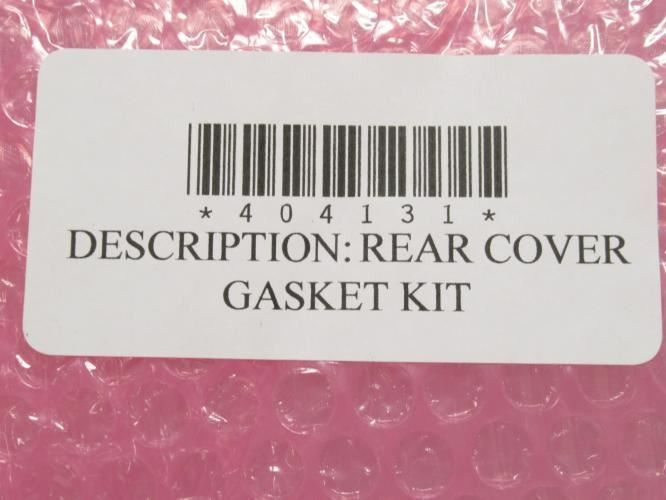 *404131*
DESCRIPTION: REAR COVER
GASKET KIT